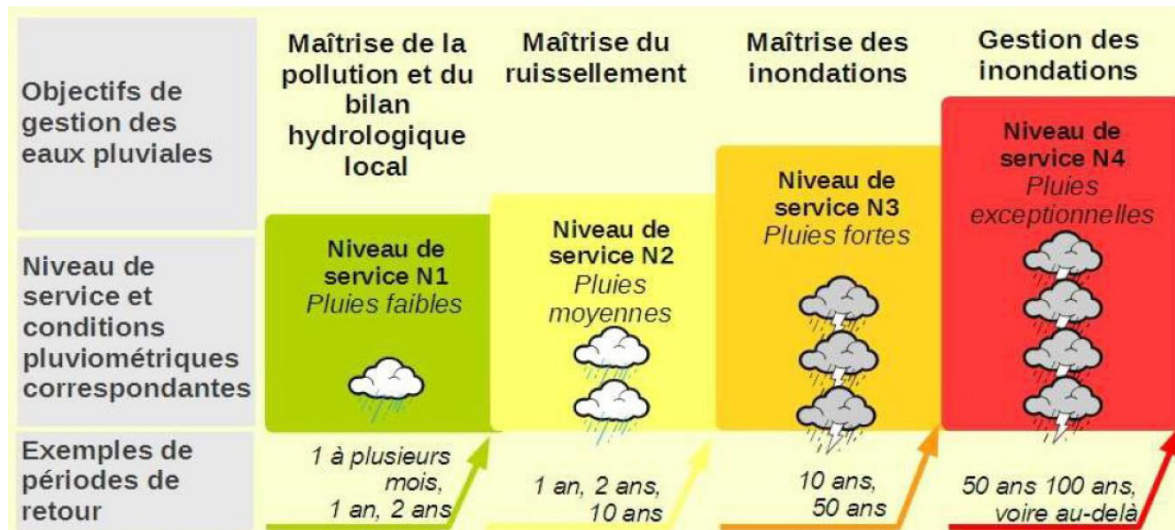 Objectifs de
gestion des
eaux pluviales
Maîtrise de la
pollution et du
bilan
hydrologique
local
Maîtrise du
ruissellement
Maîtrise des
inondations
Gestion des
inondations
Niveau de
service et
conditions
pluviométriques
correspondantes
Niveau de
service N1
Pluies faibles
Niveau de
service N2
Pluies
moyennes
Niveau de
service N3
Pluies fortes
Niveau de
service N4
Pluies
exceptionnelles
Exemples de
périodes de
retour
1 à plusieurs
mois,
1 an, 2 ans
1 an, 2 ans,
10 ans
10 ans,
50 ans
50 ans 100 ans,
voire au-delà